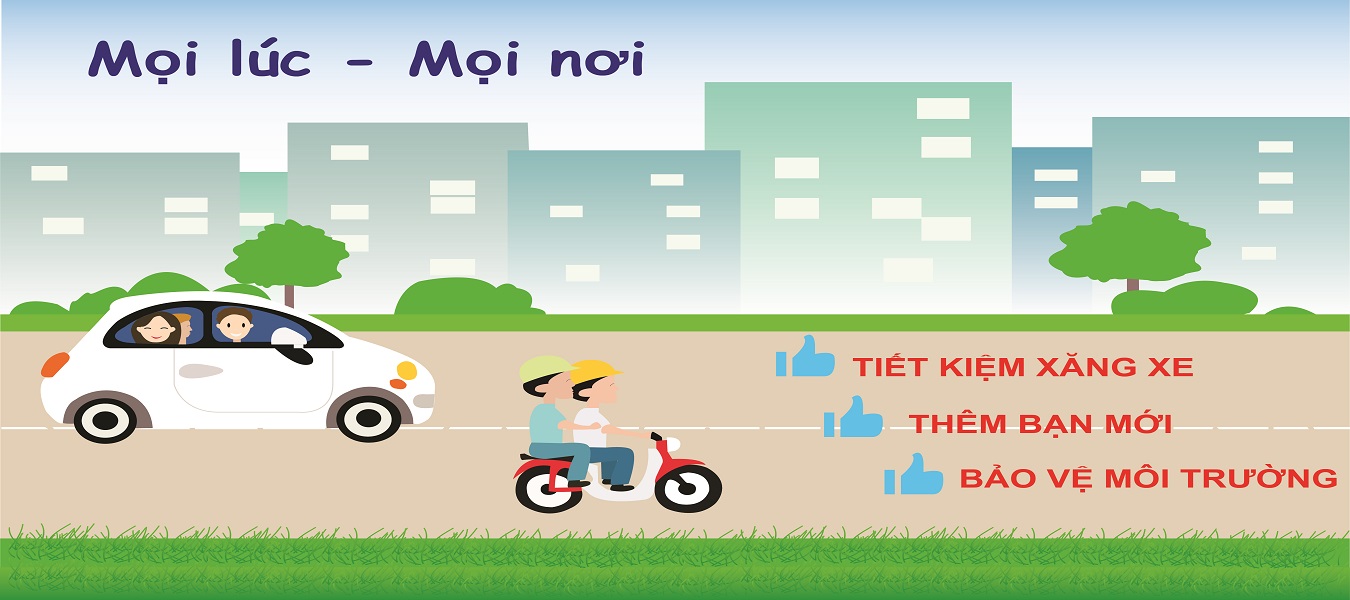 Mọi lúc - Mọi nơi
TIẾT KIỆM XĂNG XE
THÊM BẠN MỚI
BẢO VỆ MÔI TRƯỜNG